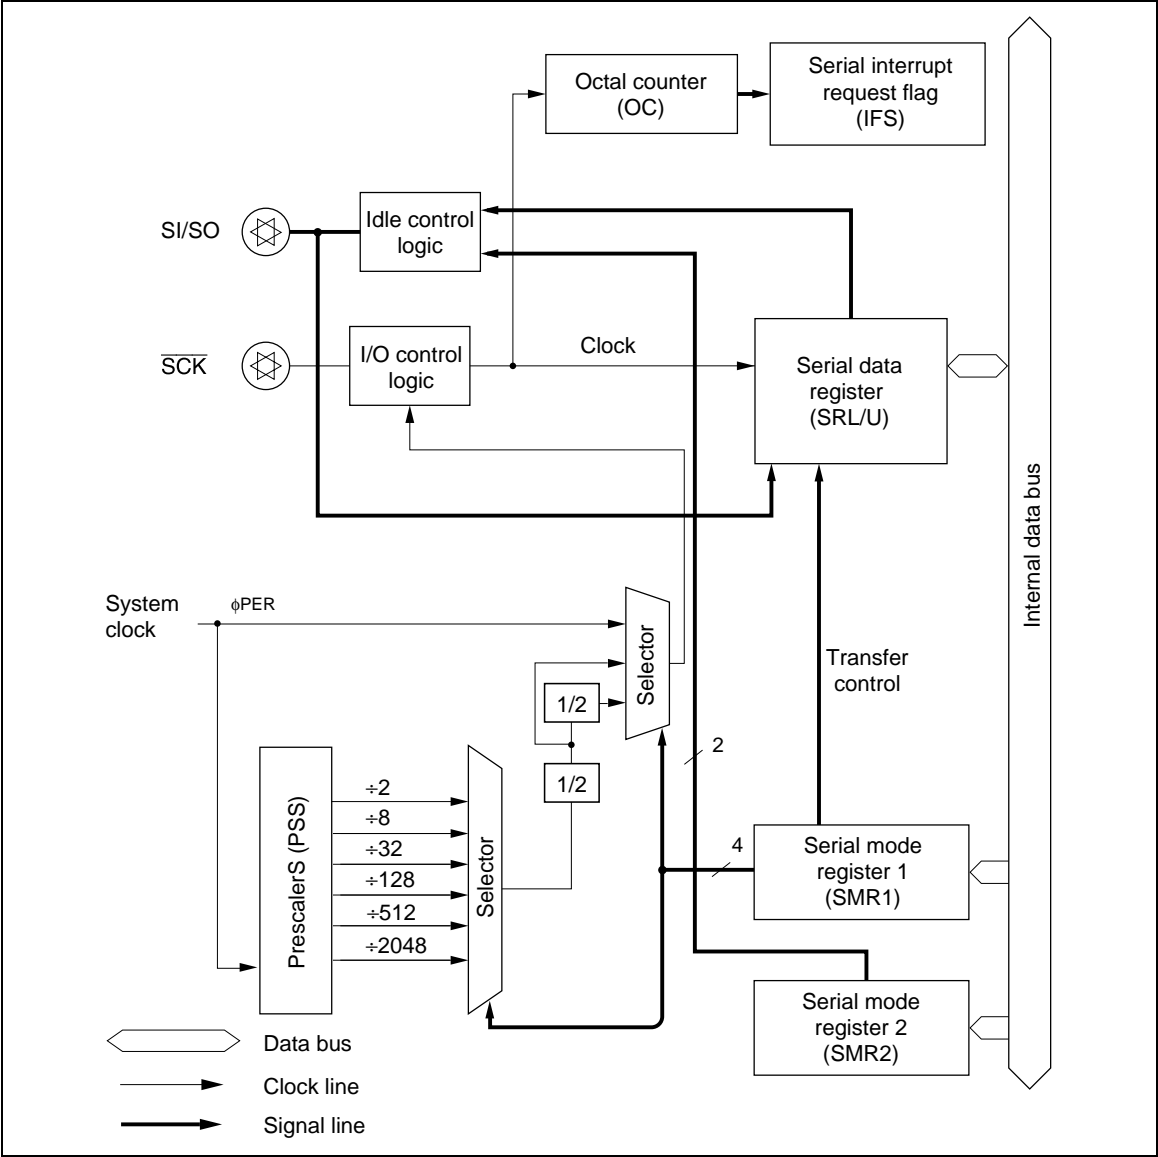 Octal counter
(OC)
Serial interrupt
request flag
(IFS)
SI/SO
Idle control
logic
SCK
I/O control
logic
Clock
Serial data
register
(SRL/U)
Internal data bus
System
clock
ϕPER
Selector
1/2
1/2
Transfer
control
2
4
PrescalerS (PSS)
÷2
÷8
÷32
÷128
÷512
÷2048
Selector
Serial mode
register 1
(SMR1)
Serial mode
register 2
(SMR2)
Data bus
Clock line
Signal line